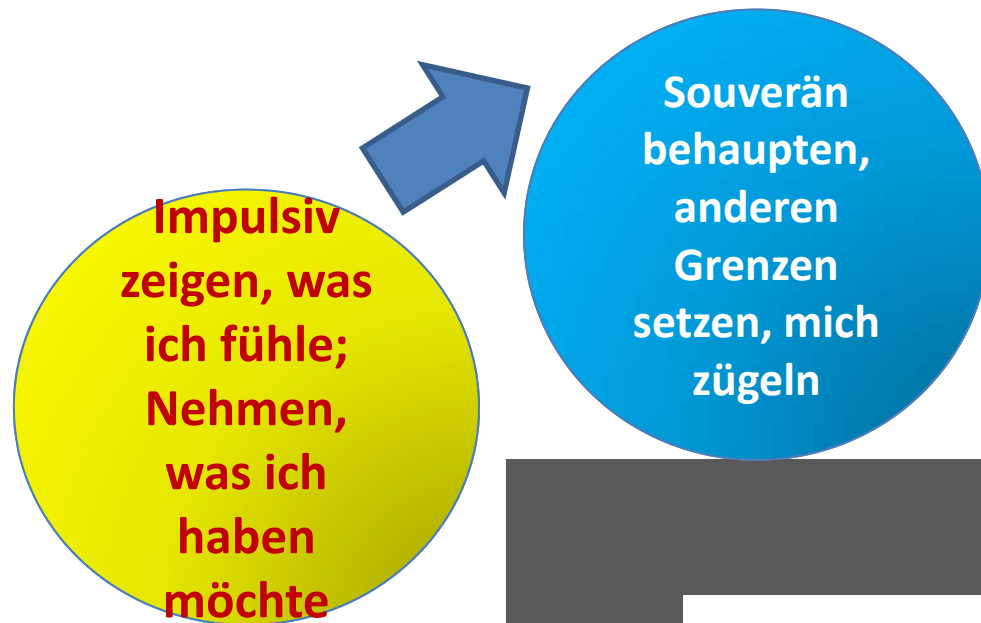 Impulsiv
zeigen, was
ich fühle;
Nehmen,
was ich
haben
möchte
Souverän
behaupten,
anderen
Grenzen
setzen, mich
zügeln